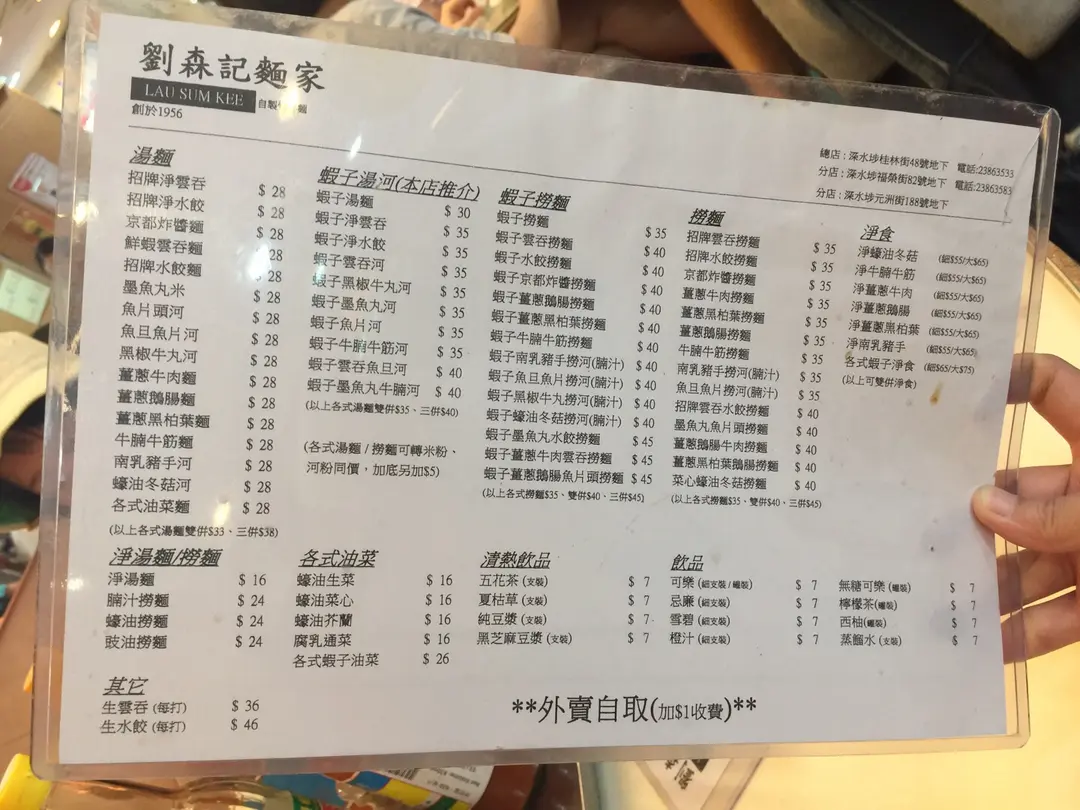 劉森記麵家
LAU SUM KEE
創於1956
總店 : 深水埗桂林街48號地下 電話:23863533
分店 : 深水埗福榮街82號地下 電話:23863583
分店 : 深水埗元洲街188號地下
湯麵
招牌淨雲吞 $ 28
招牌淨水餃 $ 28
京都炸醬麵 $ 28
鮮蝦雲吞麵 $ 28
招牌水餃麵 $ 28
墨魚丸米 $ 28
魚片頭河 $ 28
魚旦魚片河 $ 28
黑椒牛丸河 $ 28
薑蔥牛肉麵 $ 28
薑蔥鵝腸麵 $ 28
薑蔥黑柏葉麵 $ 28
牛腩牛筋麵 $ 28
南乳豬手河 $ 28
蠔油冬菇河 $ 28
各式油菜麵 $ 28
(以上各式湯麵雙併$33、三併$38)
蝦子湯河(本店推介)
蝦子湯麵 $ 30
蝦子淨雲吞 $ 35
蝦子淨水餃 $ 35
蝦子雲吞河 $ 35
蝦子黑椒牛丸河 $ 35
蝦子墨魚丸河 $ 35
蝦子魚片河 $ 35
蝦子牛腩牛筋河 $ 35
蝦子雲吞魚旦河 $ 40
蝦子墨魚丸牛腩河 $ 40
(以上各式湯麵雙併$35、三併$40)
(各式湯麵 / 撈麵可轉米粉、
河粉同價，加底另加$5)
蝦子撈麵
蝦子撈麵 $ 35
蝦子雲吞撈麵 $ 40
蝦子水餃撈麵 $ 40
蝦子京都炸醬撈麵 $ 40
蝦子薑蔥鵝腸撈麵 $ 40
蝦子薑蔥黑柏葉撈麵 $ 40
蝦子牛腩牛筋撈麵 $ 40
蝦子南乳豬手撈河(腩汁) $ 40
蝦子魚旦魚片撈河(腩汁) $ 40
蝦子黑椒牛丸撈河(腩汁) $ 40
蝦子蠔油冬菇撈河(腩汁) $ 40
蝦子墨魚丸水餃撈麵 $ 45
蝦子薑蔥牛肉雲吞撈麵 $ 45
蝦子薑蔥鵝腸魚片頭撈麵 $ 45
(以上各式撈麵$35、雙併$40、三併$45)
撈麵
招牌雲吞撈麵 $ 35
招牌水餃撈麵 $ 35
京都炸醬撈麵 $ 35
薑蔥牛肉撈麵 $ 35
薑蔥黑柏葉撈麵 $ 35
薑蔥鵝腸撈麵 $ 35
牛腩牛筋撈麵 $ 35
南乳豬手撈河(腩汁) $ 35
魚旦魚片撈河(腩汁) $ 35
招牌雲吞水餃撈麵 $ 40
墨魚丸魚片頭撈麵 $ 40
薑蔥鵝腸牛肉撈麵 $ 40
薑蔥黑柏葉鵝腸撈麵 $ 40
菜心蠔油冬菇撈麵 $ 40
(以上各式撈麵$35、雙併$40、三併$45)
淨食
淨蠔油冬菇 (細$55/大$65)
淨牛腩牛筋 (細$55/大$65)
淨薑蔥牛肉 (細$55/大$65)
淨薑蔥鵝腸 (細$55/大$65)
淨薑蔥黑柏葉 (細$55/大$65)
淨南乳豬手 (細$55/大$65)
各式蝦子淨食 (細$65/大$75)
(以上可雙併淨食)
淨湯麵/撈麵
淨湯麵 $ 16
腩汁撈麵 $ 24
蠔油撈麵 $ 24
豉油撈麵 $ 24
各式油菜
蠔油生菜 $ 16
蠔油菜心 $ 16
蠔油芥蘭 $ 16
腐乳通菜 $ 16
各式蝦子油菜 $ 26
清熱飲品
五花茶 (支裝) $ 7
夏枯草 (支裝) $ 7
純豆漿 (支裝) $ 7
黑芝麻豆漿 (支裝) $ 7
飲品
可樂 (細支裝 / 罐裝) $ 7
忌廉 (細支裝) $ 7
雪碧 (細支裝) $ 7
橙汁 (細支裝) $ 7
無糖可樂 (罐裝) $ 7
檸檬茶(罐裝) $ 7
西柚(罐裝) $ 7
蒸餾水 (支裝) $ 7
其它
生雲吞 (每打) $ 36
生水餃 (每打) $ 46
**外賣自取(加$1收費)**